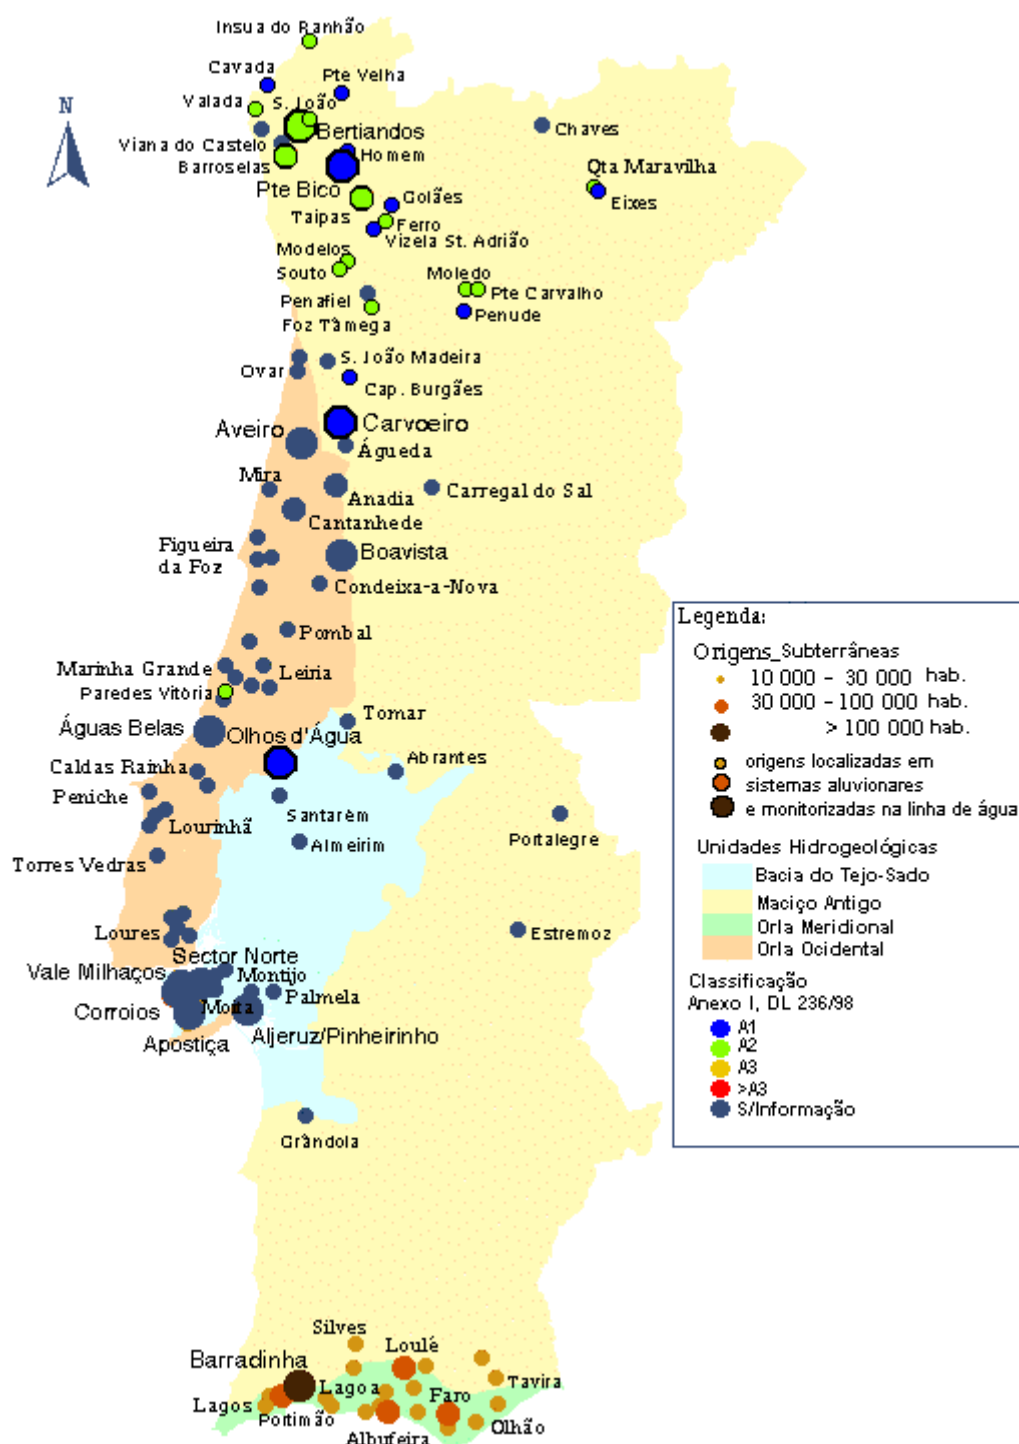 Insua do Ranhão
Cavada
Pte Velha
N
Valada
S. João
Bertiandos
Chaves
Viana do Castelo
Homem
Barroselas
Qta Maravilha
Pte Bico
Eixes
Golães
Taipas
Ferro
Vizela St. Adrião
Modelos
Souto
Moledo
Pte Carvalho
Penafiel
Penude
Foz Tâmega
S. João Madeira
Ovar
Cap. Burgães
Carvoeiro
Aveiro
Águeda
Mira
Anadia
Carregal do Sal
Cantanhede
Figueira
da Foz
Boavista
Condeixa-a-Nova
Pombal
Marinha Grande
Leiria
Paredes Vitória
Tomar
Águas Belas
Olhos d'Água
Caldas Rainha
Abrantes
Peniche
Santarém
Lourinhã
Almeirim
Portalegre
Torres Vedras
Loures
Estremoz
Sector Norte
Vale Milhaços
Montijo
Palmela
Corroios
Moita
Apostiça
Aljeruz/Pinheirinho
Grândola
Silves
Loulé
Barradinha
Lagoa
Tavira
Lagos
Faro
Portimão
Olhão
Albufeira
Legenda:
Origens_Subterrâneas
10 000 - 30 000 hab.
30 000 - 100 000 hab.
> 100 000 hab.
origens localizadas em
sistemas aluvionares
e monitorizadas na linha de água
Unidades Hidrogeológicas
Bacia do Tejo-Sado
Maciço Antigo
Orla Meridional
Orla Ocidental
Classificação
Anexo I, DL 236/98
A1
A2
A3
>A3
S/Informação